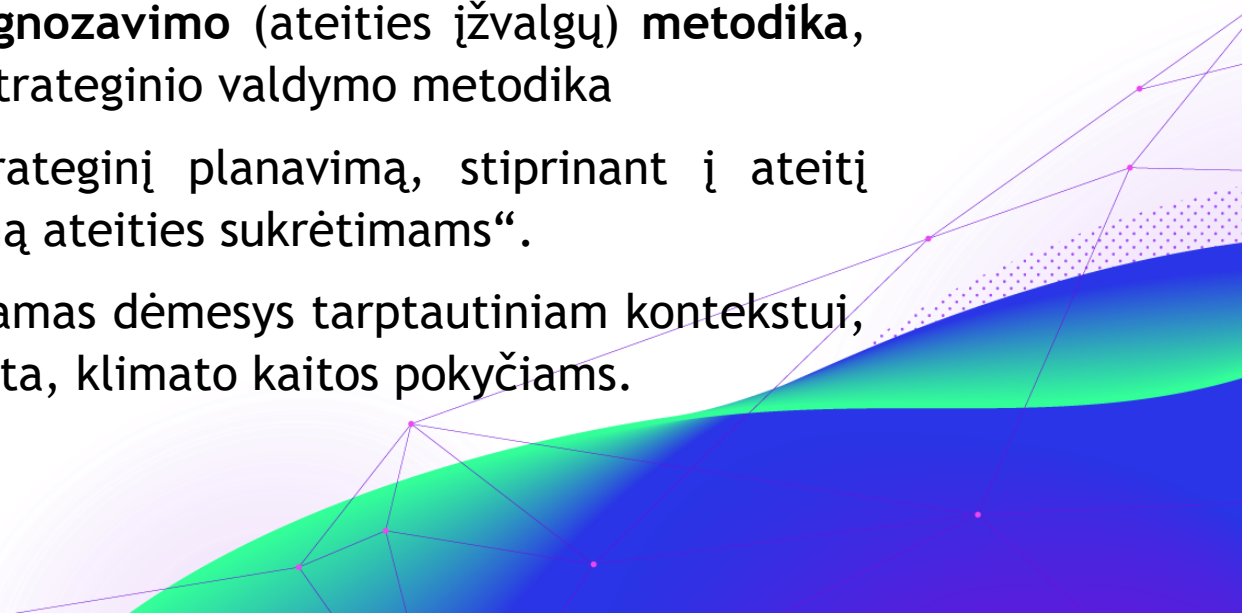 gnozavimo (ateities įžvalgų) metodika,
trateginio valdymo metodika
rateginį planavimą, stiprinant į ateitį
ą ateities sukrėtimams“.
amas dėmesys tarptautiniam kontekstui,
ta, klimato kaitos pokyčiams.